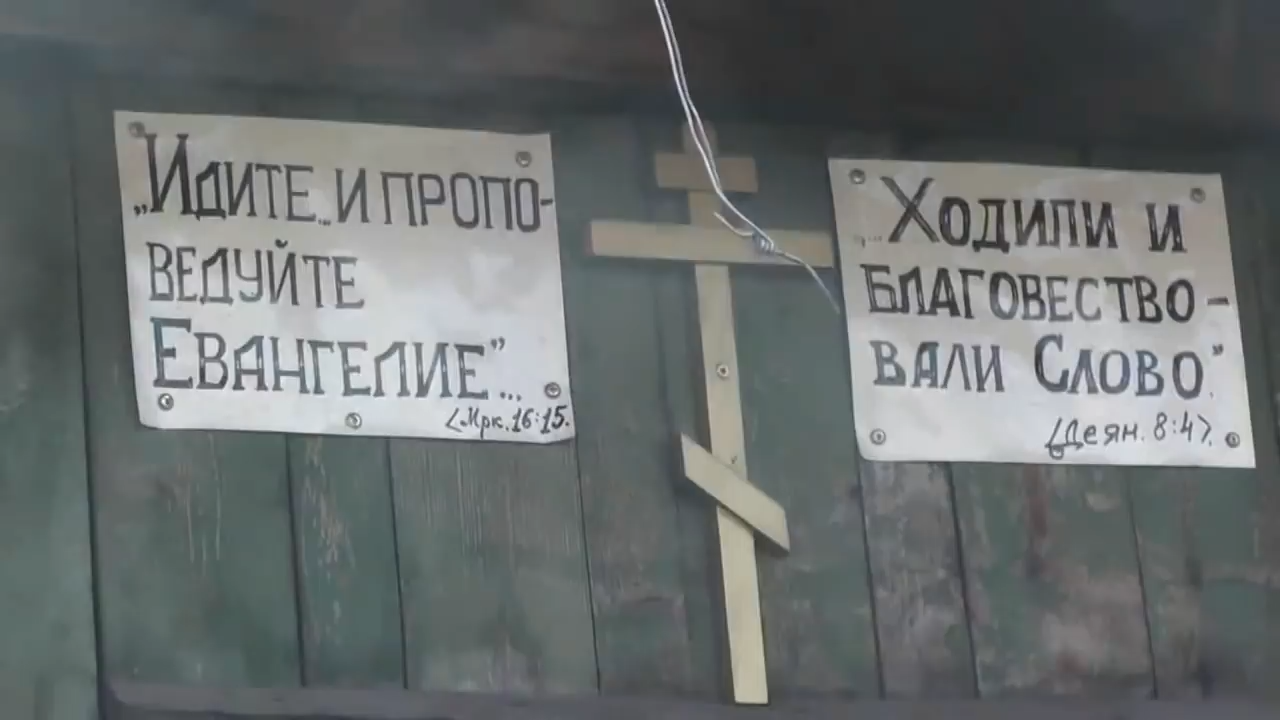 „Идите... и пропо-
ведуйте
Евангелие"...
(Мрк. 16:15.
„...Ходили и
благовество-
вали Слово."
(Деян. 8:4).